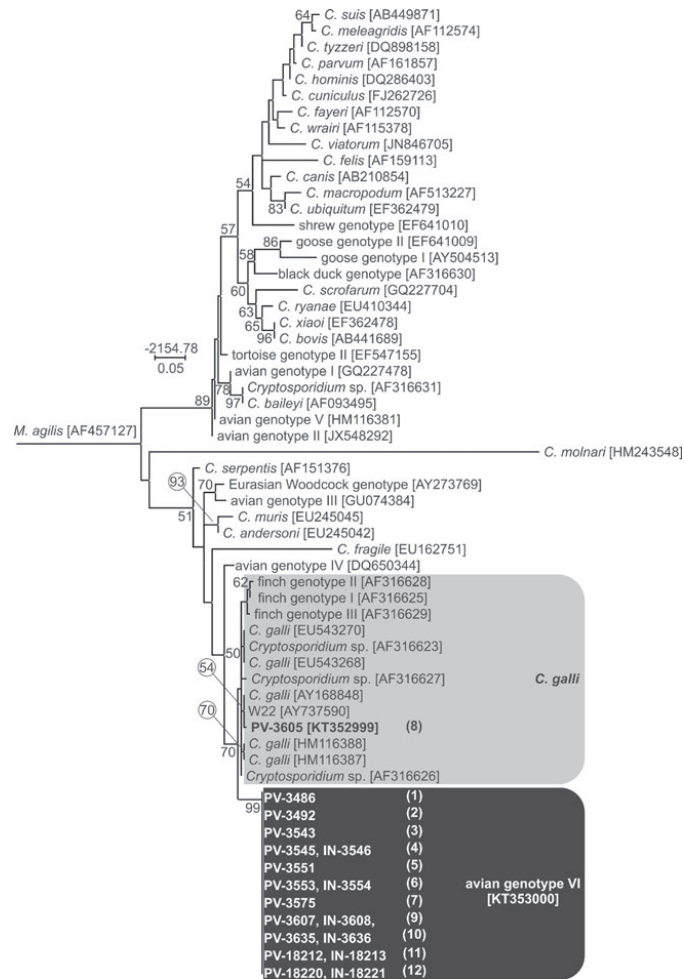 64
C. suis [AB449871]
C. meleagridis [AF112574]
C. tyzzeri [DQ898158]
C. parvum [AF161857]
C. hominis [DQ286403]
C. cuniculus [FJ262726]
C. fayeri [AF112570]
C. wrairi [AF115378]
C. viatorum [JN846705]
C. felis [AF159113]
54
C. canis [AB210854]
C. macropodum [AF513227]
83
C. ubiquitum [EF362479]
shrew genotype [EF641010]
57
86
goose genotype II [EF641009]
58
goose genotype I [AY504513]
black duck genotype [AF316630]
60
C. scrofarum [GQ227704]
63
C. ryanae [EU410344]
65
C. xiaoi [EF362478]
96
C. bovis [AB441689]
-2154.78
0.05
tortoise genotype II [EF547155]
avian genotype I [GQ227478]
78
Cryptosporidium sp. [AF316631]
89
97
C. baileyi [AF093495]
avian genotype V [HM116381]
M. agilis [AF457127]
avian genotype II [JX548292]
C. molnari [HM243548]
C. serpentis [AF151376]
93
70
Eurasian Woodcock genotype [AY273769]
avian genotype III [GU074384]
51
C. muris [EU245045]
C. andersoni [EU245042]
C. fragile [EU162751]
avian genotype IV [DQ650344]
62
finch genotype II [AF316628]
finch genotype I [AF316625]
finch genotype III [AF316629]
C. galli [EU543270]
50
Cryptosporidium sp. [AF316623]
C. galli [EU543268]
54
Cryptosporidium sp. [AF316627]
C. galli
C. galli [AY168848]
70
W22 [AY737590]
PV-3605 [KT352999] (8)
C. galli [HM116388]
70
C. galli [HM116387]
Cryptosporidium sp. [AF316626]
99
PV-3486 (1)
PV-3492 (2)
PV-3543 (3)
PV-3545, IN-3546 (4)
PV-3551 (5)
PV-3553, IN-3554 (6)
avian genotype VI
[KT353000]
PV-3575 (7)
PV-3607, IN-3608, (9)
PV-3635, IN-3636 (10)
PV-18212, IN-18213 (11)
PV-18220, IN-18221 (12)